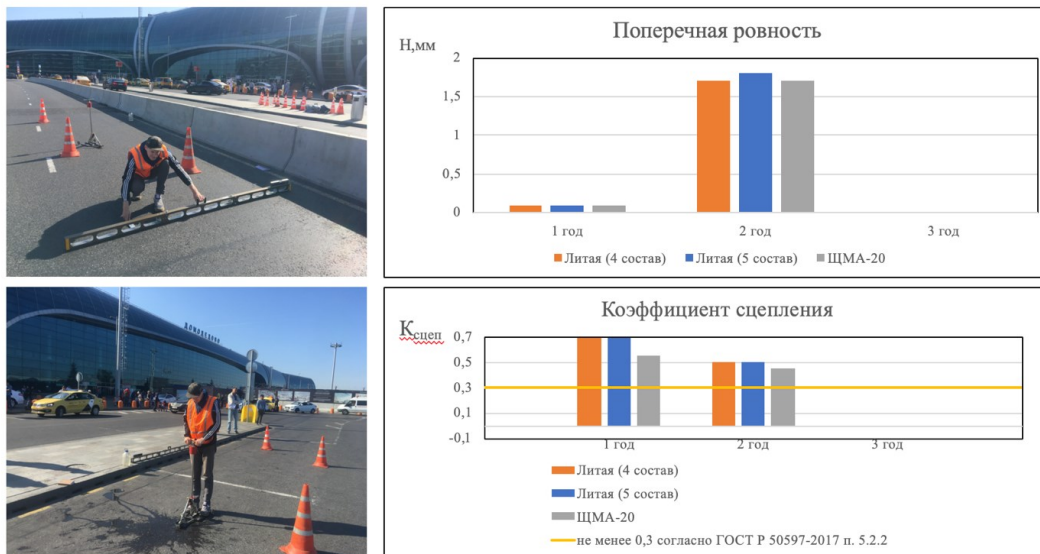 Поперечная ровность
Н,мм
2
1,5
1
0,5
0
1 год 2 год 3 год
Литая (4 состав) Литая (5 состав) ЩМА-20
ДОМОДЕДОВО
Коэффициент сцепления
Ксцеп
0,7
0,5
0,3
0,1
-0,1
1 год 2 год 3 год
Литая (4 состав)
Литая (5 состав)
ЩМА-20
не менее 0,3 согласно ГОСТ Р 50597-2017 п. 5.2.2